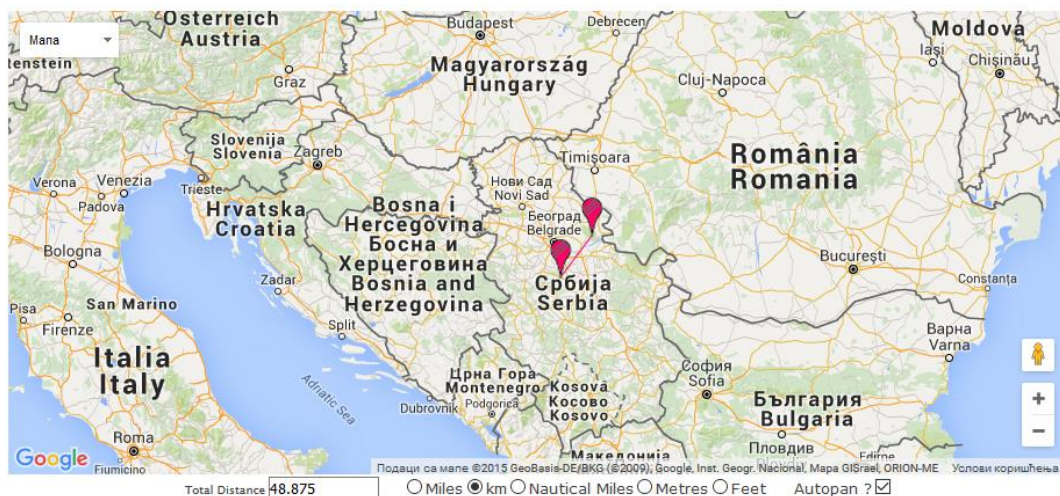 Österreich
Austria
Budapest
Debrecen
Moldova
Мапа
tenstein
Graz
Magyarország
Hungary
Cluj-Napoca
Iași
Chișinău
Slovenija
Slovenia
Zagreb
Timișoara
România
Romania
Verona
Venezia
Trieste
Padova
Нови Сад
Novi Sad
Hrvatska
Croatia
Bosna i
Hercegovina
Босна и
Херцеговина
Bosnia and
Herzegovina
Београд
Belgrade
Bologna
București
Zadar
Србија
Serbia
Constanța
Pisa
San Marino
Firenze
Split
Варна
Varna
Italia
Italy
Adriatic Sea
Црна Гора
Montenegro
Podgorica
Kosovë
Косово
Kosovo
София
Sofia
България
Bulgaria
Dubrovnik
Roma
Fiumicino
Македонија
Пловдив
Plovdiv
Edirne
Google
Подаци са мапе ©2015 GeoBasis-DE/BKG (©2009), Google, Inst. Geogr. Nacional, Mapa GISrael, ORION-ME Услови коришћења
Total Distance 48.875 Miles km Nautical Miles Metres Feet Autopan ?